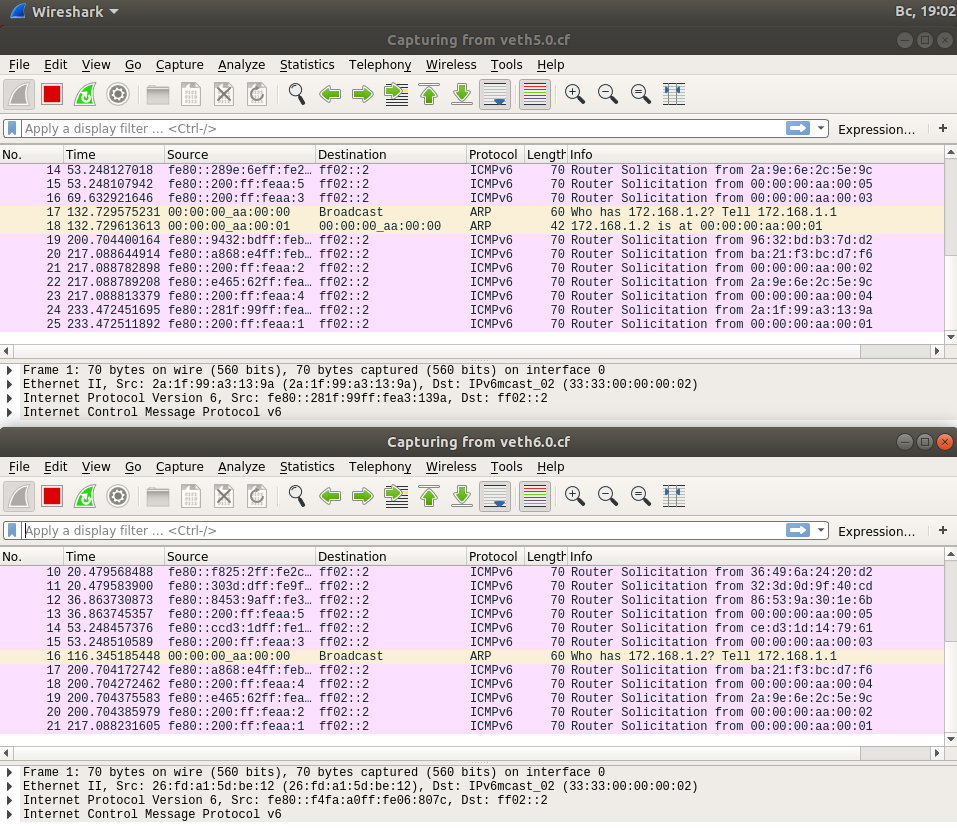 Wireshark Вс, 19:02
Capturing from veth5.0.cf
File Edit View Go Capture Analyze Statistics Telephony Wireless Tools Help
Apply a display filter ... <Ctrl-/> Expression... +
No. Time Source Destination Protocol Length Info
14 53.248127018 fe80::289e:6eff:fe2... ff02::2 ICMPv6 70 Router Solicitation from 2a:9e:6e:2c:5e:9c
15 53.248107942 fe80::200:ff:feaa:5 ff02::2 ICMPv6 70 Router Solicitation from 00:00:00:aa:00:05
16 69.632921646 fe80::200:ff:feaa:3 ff02::2 ICMPv6 70 Router Solicitation from 00:00:00:aa:00:03
17 132.729575231 00:00:00_aa:00:00 Broadcast ARP 60 Who has 172.168.1.2? Tell 172.168.1.1
18 132.729613613 00:00:00_aa:00:01 00:00:00_aa:00:00 ARP 42 172.168.1.2 is at 00:00:00:aa:00:01
19 200.704400164 fe80::9432:bdff:feb... ff02::2 ICMPv6 70 Router Solicitation from 96:32:bd:b3:7d:d2
20 217.088644914 fe80::a868:e4ff:feb... ff02::2 ICMPv6 70 Router Solicitation from ba:21:f3:bc:d7:f6
21 217.088782898 fe80::200:ff:feaa:2 ff02::2 ICMPv6 70 Router Solicitation from 00:00:00:aa:00:02
22 217.088789208 fe80::e465:62ff:fea... ff02::2 ICMPv6 70 Router Solicitation from 2a:9e:6e:2c:5e:9c
23 217.088813379 fe80::200:ff:feaa:4 ff02::2 ICMPv6 70 Router Solicitation from 00:00:00:aa:00:04
24 233.472451695 fe80::281f:99ff:fea... ff02::2 ICMPv6 70 Router Solicitation from 2a:1f:99:a3:13:9a
25 233.472511892 fe80::200:ff:feaa:1 ff02::2 ICMPv6 70 Router Solicitation from 00:00:00:aa:00:01
Frame 1: 70 bytes on wire (560 bits), 70 bytes captured (560 bits) on interface 0
Ethernet II, Src: 2a:1f:99:a3:13:9a (2a:1f:99:a3:13:9a), Dst: IPv6mcast_02 (33:33:00:00:00:02)
Internet Protocol Version 6, Src: fe80::281f:99ff:fea3:139a, Dst: ff02::2
Internet Control Message Protocol v6
Capturing from veth6.0.cf
File Edit View Go Capture Analyze Statistics Telephony Wireless Tools Help
Apply a display filter ... <Ctrl-/> Expression... +
No. Time Source Destination Protocol Length Info
10 20.479568488 fe80::f825:2ff:fe2c... ff02::2 ICMPv6 70 Router Solicitation from 36:49:6a:24:20:d2
11 20.479583900 fe80::303d:dff:fe9f... ff02::2 ICMPv6 70 Router Solicitation from 32:3d:0d:9f:40:cd
12 36.863730873 fe80::8453:9aff:fe3... ff02::2 ICMPv6 70 Router Solicitation from 86:53:9a:30:1e:6b
13 36.863745357 fe80::200:ff:feaa:5 ff02::2 ICMPv6 70 Router Solicitation from 00:00:00:aa:00:05
14 53.248457376 fe80::ccd3:1dff:fe1... ff02::2 ICMPv6 70 Router Solicitation from ce:d3:1d:14:79:61
15 53.248510589 fe80::200:ff:feaa:3 ff02::2 ICMPv6 70 Router Solicitation from 00:00:00:aa:00:03
16 116.345185448 00:00:00_aa:00:00 Broadcast ARP 60 Who has 172.168.1.2? Tell 172.168.1.1
17 200.704172742 fe80::a868:e4ff:feb... ff02::2 ICMPv6 70 Router Solicitation from ba:21:f3:bc:d7:f6
18 200.704272462 fe80::200:ff:feaa:4 ff02::2 ICMPv6 70 Router Solicitation from 00:00:00:aa:00:04
19 200.704375583 fe80::e465:62ff:fea... ff02::2 ICMPv6 70 Router Solicitation from 2a:9e:6e:2c:5e:9c
20 200.704385979 fe80::200:ff:feaa:2 ff02::2 ICMPv6 70 Router Solicitation from 00:00:00:aa:00:02
21 217.088231605 fe80::200:ff:feaa:1 ff02::2 ICMPv6 70 Router Solicitation from 00:00:00:aa:00:01
Frame 1: 70 bytes on wire (560 bits), 70 bytes captured (560 bits) on interface 0
Ethernet II, Src: 26:fd:a1:5d:be:12 (26:fd:a1:5d:be:12), Dst: IPv6mcast_02 (33:33:00:00:00:02)
Internet Protocol Version 6, Src: fe80::f4fa:a0ff:fe06:807c, Dst: ff02::2
Internet Control Message Protocol v6